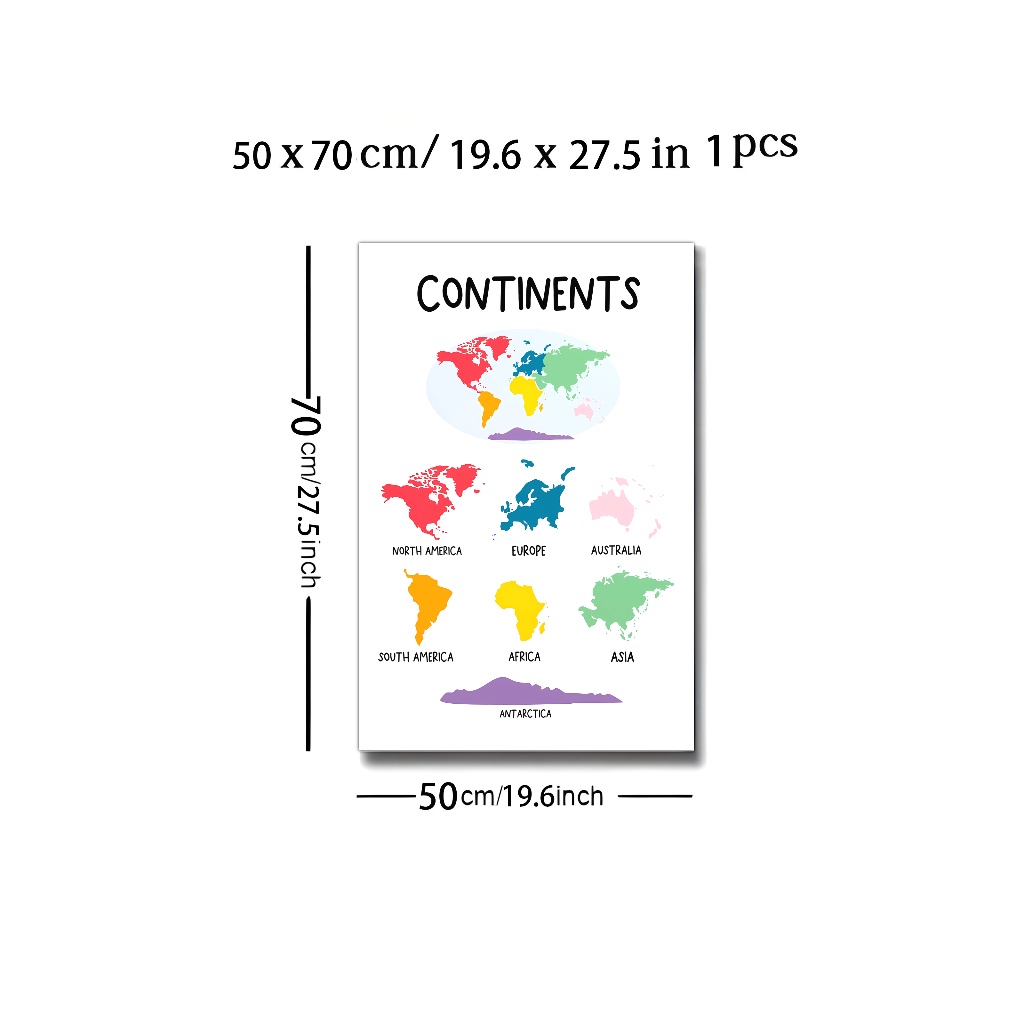 50 x 70 cm/ 19.6 x 27.5 in 1 pcs
CONTINENTS
70cm/27.5inch
NORTH AMERICA EUROPE AUSTRALIA
SOUTH AMERICA AFRICA ASIA
ANTARCTICA
50cm/19.6inch